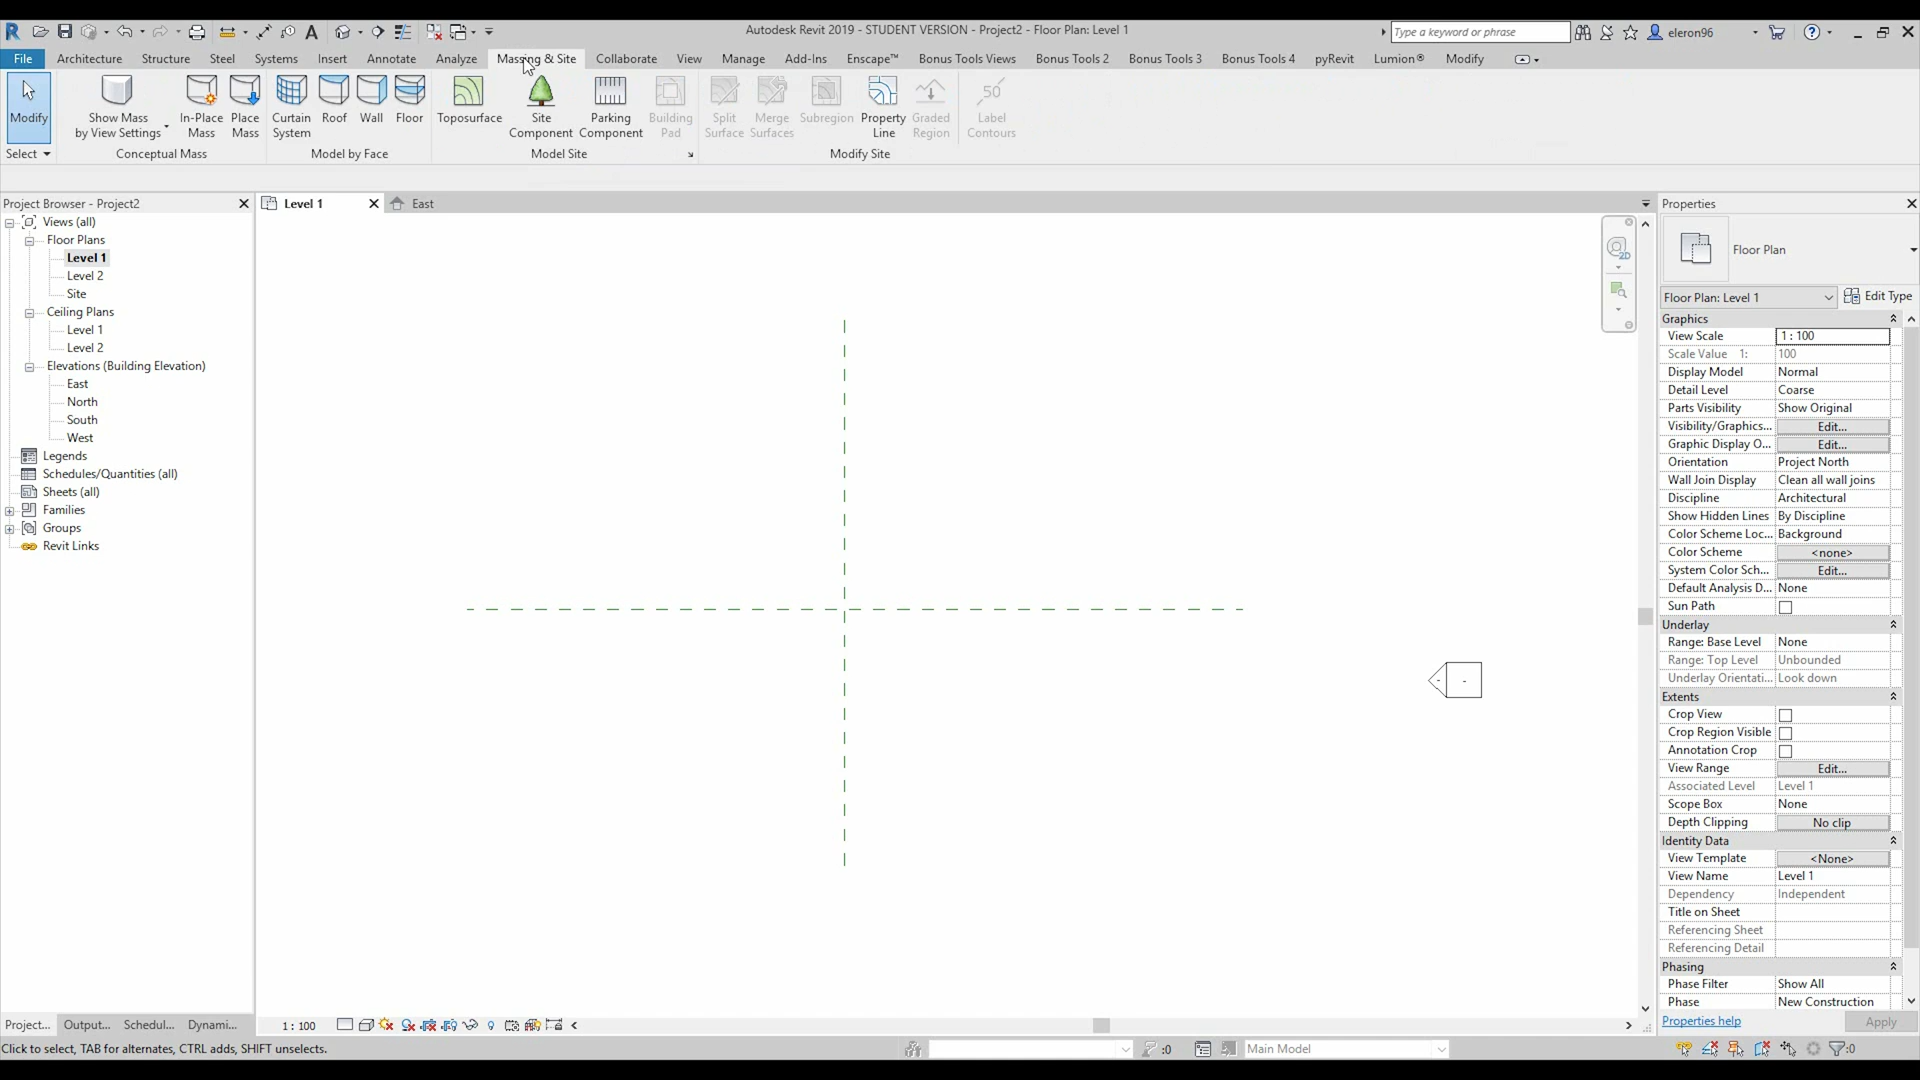 Autodesk Revit 2019 - STUDENT VERSION - Project2 - Floor Plan: Level 1
Type a keyword or phrase
eleron96
File
Architecture
Structure
Steel
Systems
Insert
Annotate
Analyze
Massing & Site
Collaborate
View
Manage
Add-Ins
Enscape™
Bonus Tools Views
Bonus Tools 2
Bonus Tools 3
Bonus Tools 4
pyRevit
Lumion®
Modify
Modify
Show Mass
by View Settings
In-Place
Mass
Place
Mass
Curtain
System
Roof
Wall
Floor
Toposurface
Site
Component
Parking
Component
Building
Pad
Split
Surface
Merge
Surfaces
Subregion
Property
Line
Graded
Region
50
Label
Contours
Select
Conceptual Mass
Model by Face
Model Site
Modify Site
Project Browser - Project2
Views (all)
Floor Plans
Level 1
Level 2
Site
Ceiling Plans
Level 1
Level 2
Elevations (Building Elevation)
East
North
South
West
Legends
Schedules/Quantities (all)
Sheets (all)
Families
Groups
Revit Links
Project...
Output...
Schedul...
Dynami...
Level 1
East
2D
1 : 100
Properties
Floor Plan
Floor Plan: Level 1
Edit Type
Graphics
View Scale 1 : 100
Scale Value 1: 100
Display Model Normal
Detail Level Coarse
Parts Visibility Show Original
Visibility/Graphics... Edit...
Graphic Display O... Edit...
Orientation Project North
Wall Join Display Clean all wall joins
Discipline Architectural
Show Hidden Lines By Discipline
Color Scheme Loc... Background
Color Scheme <none>
System Color Sch... Edit...
Default Analysis D... None
Sun Path
Underlay
Range: Base Level None
Range: Top Level Unbounded
Underlay Orientati... Look down
Extents
Crop View
Crop Region Visible
Annotation Crop
View Range Edit...
Associated Level Level 1
Scope Box None
Depth Clipping No clip
Identity Data
View Template <None>
View Name Level 1
Dependency Independent
Title on Sheet
Referencing Sheet
Referencing Detail
Phasing
Phase Filter Show All
Phase New Construction
Properties help
Apply
Click to select, TAB for alternates, CTRL adds, SHIFT unselects.
:0
Main Model
:0